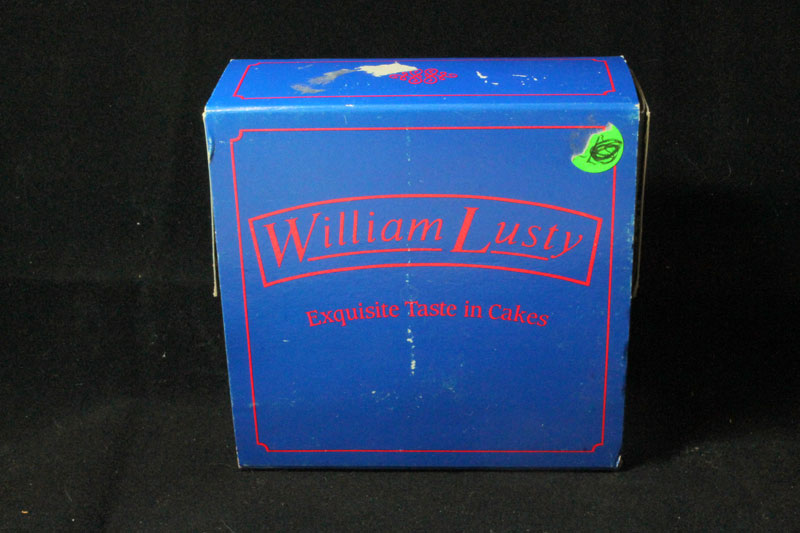 William Lusty
Exquisite Taste in Cakes